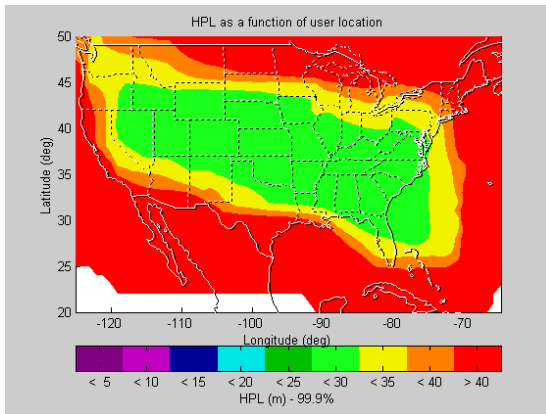 HPL as a function of user location
50
45
40
35
30
25
20
Latitude (deg)
-120 -110 -100 -90 -80 -70
Longitude (deg)
< 5 < 10 < 15 < 20 < 25 < 30 < 35 < 40 > 40
HPL (m) - 99.9%